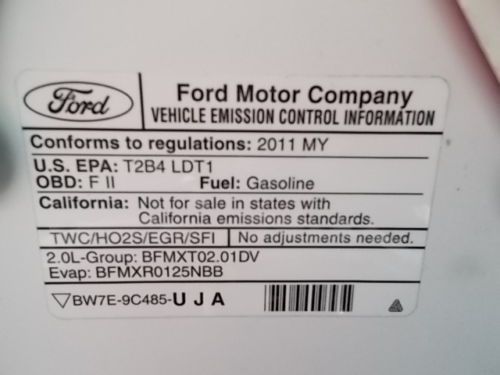 Ford
Ford Motor Company
VEHICLE EMISSION CONTROL INFORMATION
Conforms to regulations: 2011 MY
U.S. EPA: T2B4 LDT1
OBD: F II Fuel: Gasoline
California: Not for sale in states with
California emissions standards.
TWC/HO2S/EGR/SFI No adjustments needed.
2.0L-Group: BFMXT02.01DV
Evap: BFMXR0125NBB
BW7E-9C485-U J A